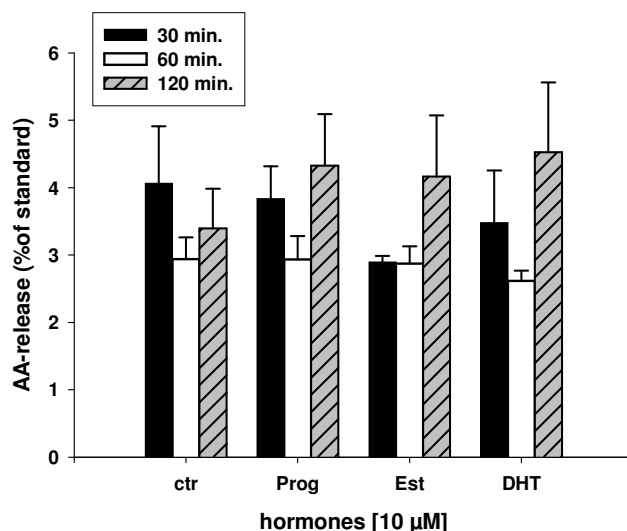 30 min.
60 min.
120 min.
6
5
4
3
2
1
0
AA-release (%of standard)
ctr Prog Est DHT
hormones [10 µM]